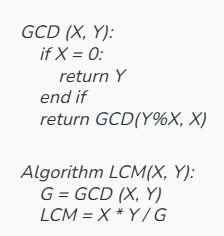 GCD (X, Y):
if X = 0:
return Y
end if
return GCD(Y%X, X)
Algorithm LCM(X, Y):
G = GCD (X, Y)
LCM = X * Y / G